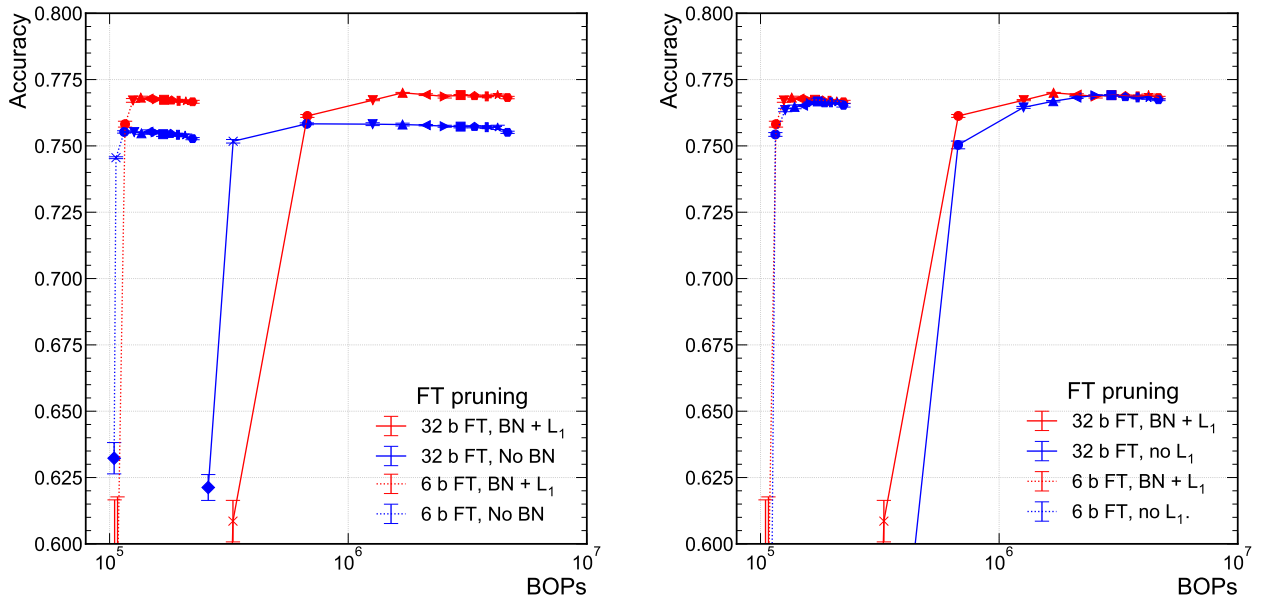 Accuracy
0.800
0.775
0.750
0.725
0.700
0.675
0.650
0.625
0.600
10^5
10^6
10^7
BOPs
FT pruning
32 b FT, BN + L₁
32 b FT, No BN
6 b FT, BN + L₁
6 b FT, No BN
Accuracy
0.800
0.775
0.750
0.725
0.700
0.675
0.650
0.625
0.600
10^5
10^6
10^7
BOPs
FT pruning
32 b FT, BN + L₁
32 b FT, no L₁
6 b FT, BN + L₁
6 b FT, no L₁.